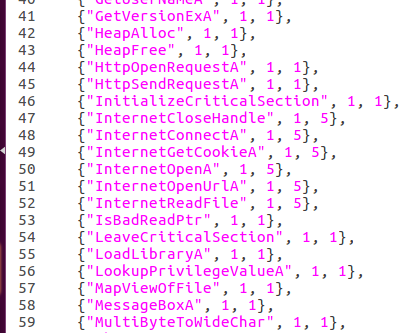 40 {"GetUserNameA", 1, 1},
41 {"GetVersionExA", 1, 1},
42 {"HeapAlloc", 1, 1},
43 {"HeapFree", 1, 1},
44 {"HttpOpenRequestA", 1, 1},
45 {"HttpSendRequestA", 1, 1},
46 {"InitializeCriticalSection", 1, 1},
47 {"InternetCloseHandle", 1, 5},
48 {"InternetConnectA", 1, 5},
49 {"InternetGetCookieA", 1, 5},
50 {"InternetOpenA", 1, 5},
51 {"InternetOpenUrlA", 1, 5},
52 {"InternetReadFile", 1, 5},
53 {"IsBadReadPtr", 1, 1},
54 {"LeaveCriticalSection", 1, 1},
55 {"LoadLibraryA", 1, 1},
56 {"LookupPrivilegeValueA", 1, 1},
57 {"MapViewOfFile", 1, 1},
58 {"MessageBoxA", 1, 1},
59 {"MultiByteToWideChar", 1, 1},